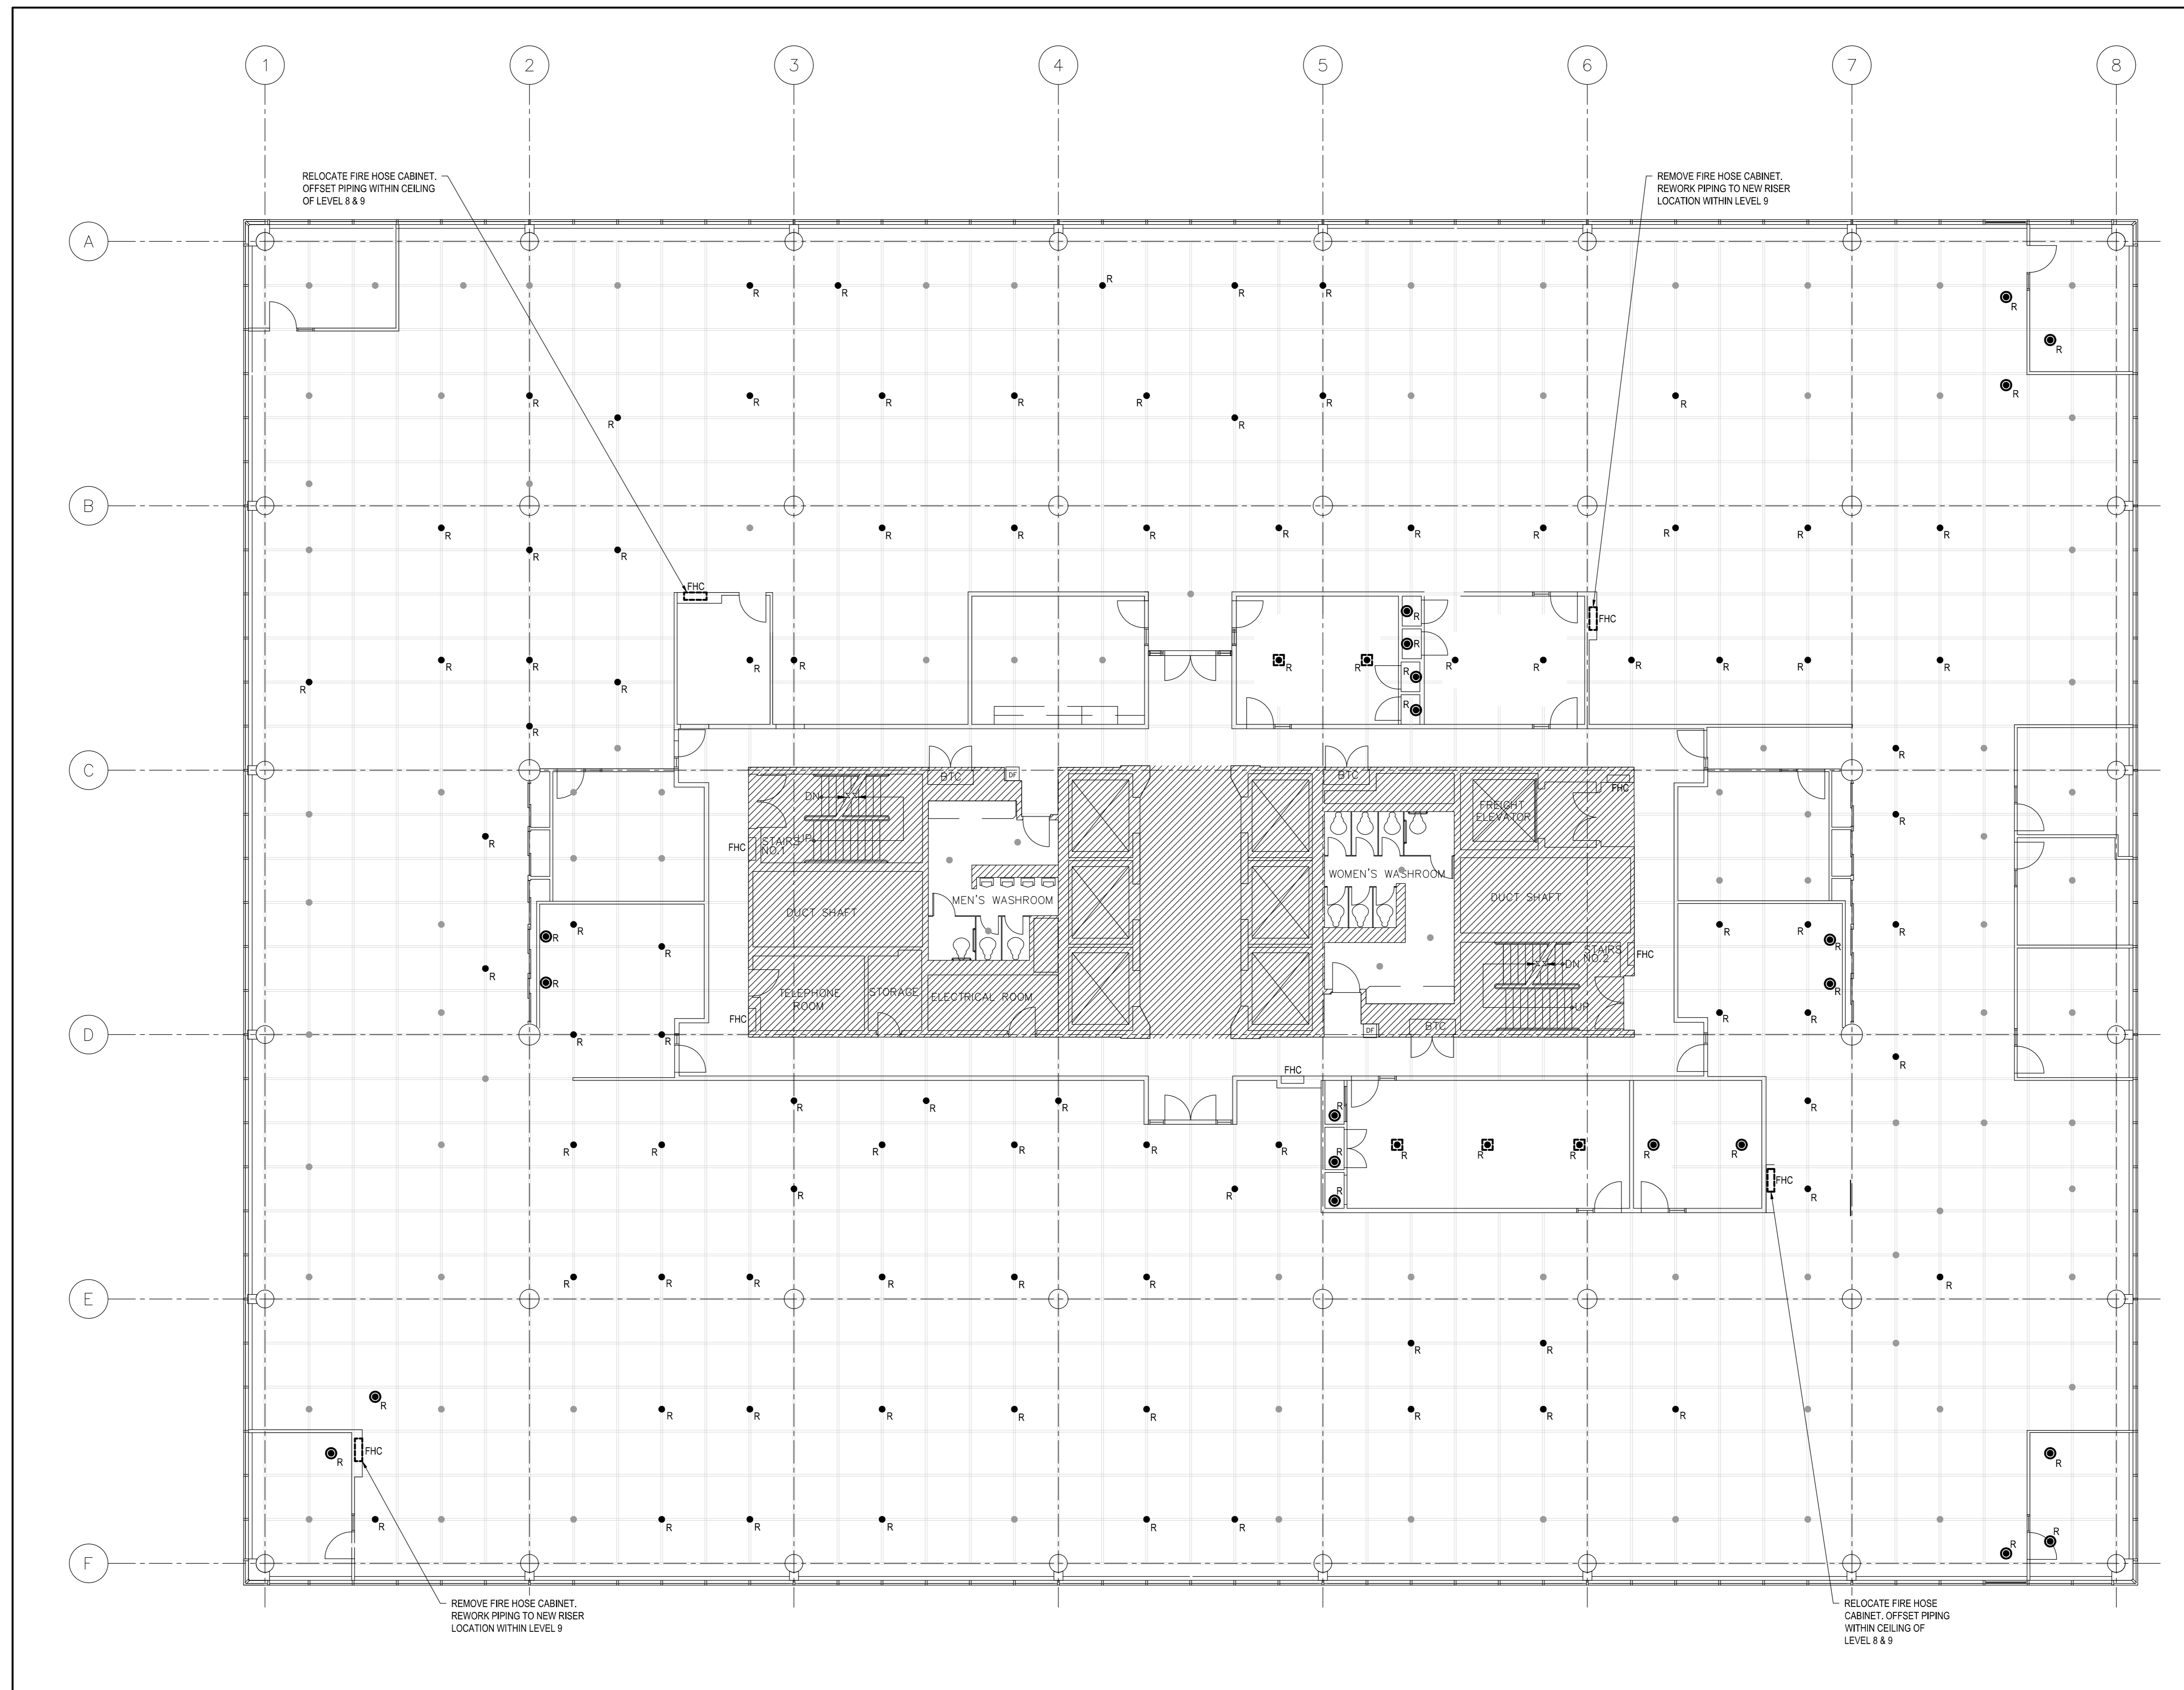 1 2 3 4 5 6 7 8
RELOCATE FIRE HOSE CABINET.
OFFSET PIPING WITHIN CEILING
OF LEVEL 8 & 9
REMOVE FIRE HOSE CABINET.
REWORK PIPING TO NEW RISER
LOCATION WITHIN LEVEL 9
A
R R R R R R
R
R R R R R R R
R R
B
R R R R R R R R R
R R R
FHC
FHC
R R
R R
R R R R R R R R R R R R
R R
R
R
C
BTC
DF
BTC
DN
FREIGHT
ELEVATOR
FHC
UP
STAIRS
NO.1
FHC
R
R
MEN'S WASHROOM
WOMEN'S WASHROOM
DUCT SHAFT
DUCT SHAFT
R R R R R R
R
STAIRS
NO.2
FHC
DN
R R
R
TELEPHONE
ROOM
STORAGE
ELECTRICAL ROOM
UP
FHC
R R
D
R R
DF
BTC
R
FHC
R R R R R
R R R R R R R R R R R
R
FHC
R R R R
E
R R R R R R R
R R
R
R R R R R R R R
FHC
R
R
R R R R R R
R
R
F
REMOVE FIRE HOSE CABINET.
REWORK PIPING TO NEW RISER
LOCATION WITHIN LEVEL 9
RELOCATE FIRE HOSE
CABINET. OFFSET PIPING
WITHIN CEILING OF
LEVEL 8 & 9